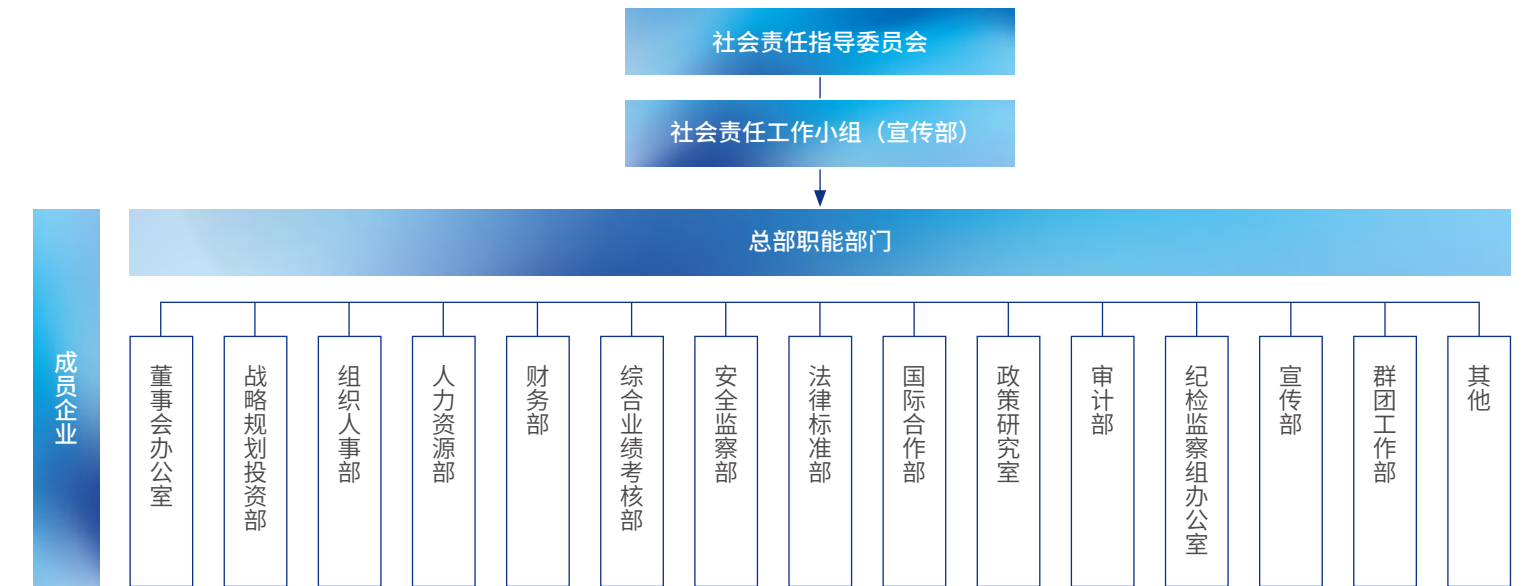 社会责任指导委员会
社会责任工作小组（宣传部）
总部职能部门
成员企业
董事会办公室
战略规划投资部
组织人事部
人力资源部
财务部
综合业绩考核部
安全监察部
法律标准部
国际合作部
政策研究室
审计部
纪检监察组办公室
宣传部
群团工作部
其他